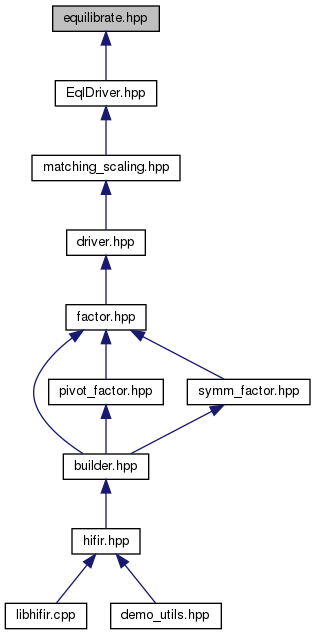 equilibrate.hpp
EqlDriver.hpp
matching_scaling.hpp
driver.hpp
factor.hpp
pivot_factor.hpp
symm_factor.hpp
builder.hpp
hifir.hpp
libhifir.cpp
demo_utils.hpp